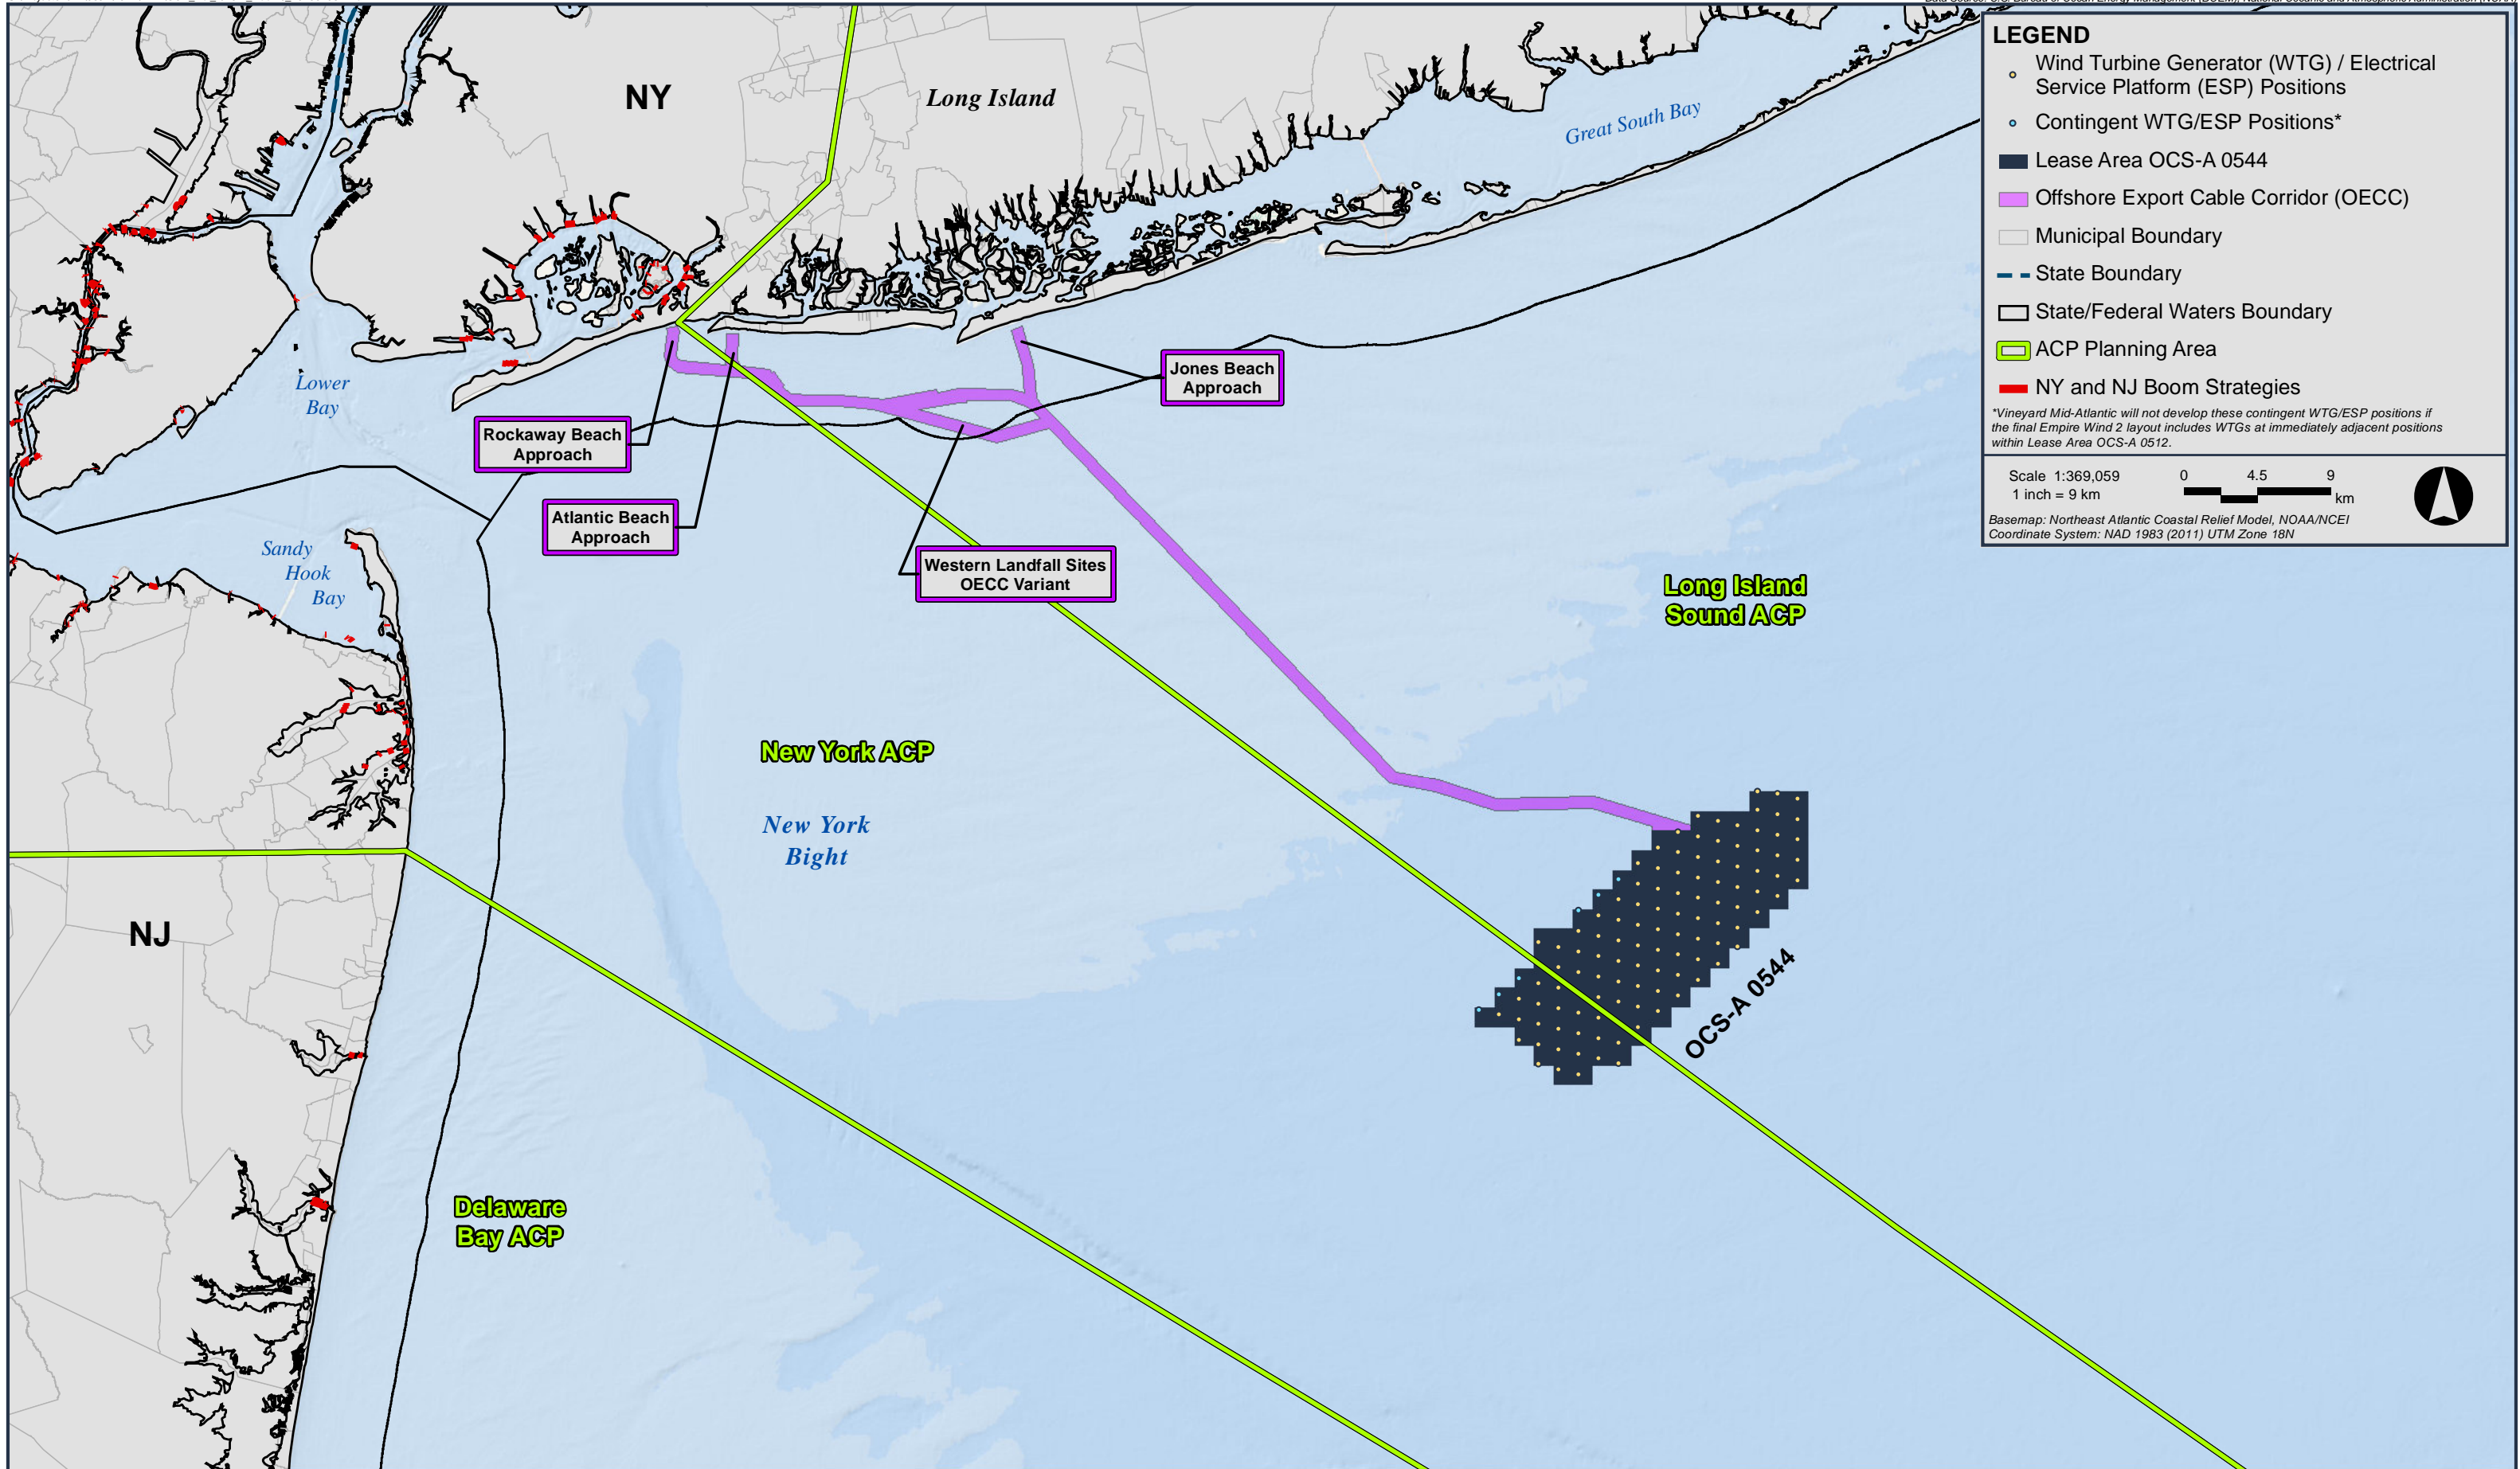 LEGEND
Wind Turbine Generator (WTG) / Electrical
Service Platform (ESP) Positions
Contingent WTG/ESP Positions*
Lease Area OCS-A 0544
Offshore Export Cable Corridor (OECC)
Municipal Boundary
State Boundary
State/Federal Waters Boundary
ACP Planning Area
NY and NJ Boom Strategies
*Vineyard Mid-Atlantic will not develop these contingent WTG/ESP positions if
the final Empire Wind 2 layout includes WTGs at immediately adjacent positions
within Lease Area OCS-A 0512.
Scale 1:369,059
1 inch = 9 km
0 4.5 9
km
Basemap: Northeast Atlantic Coastal Relief Model, NOAA/NCEI
Coordinate System: NAD 1983 (2011) UTM Zone 18N
NY
Long Island
Great South Bay
Lower
Bay
Jones Beach
Approach
Rockaway Beach
Approach
Atlantic Beach
Approach
Western Landfall Sites
OECC Variant
Sandy
Hook
Bay
Long Island
Sound ACP
New York ACP
New York
Bight
NJ
OCS-A 0544
Delaware
Bay ACP